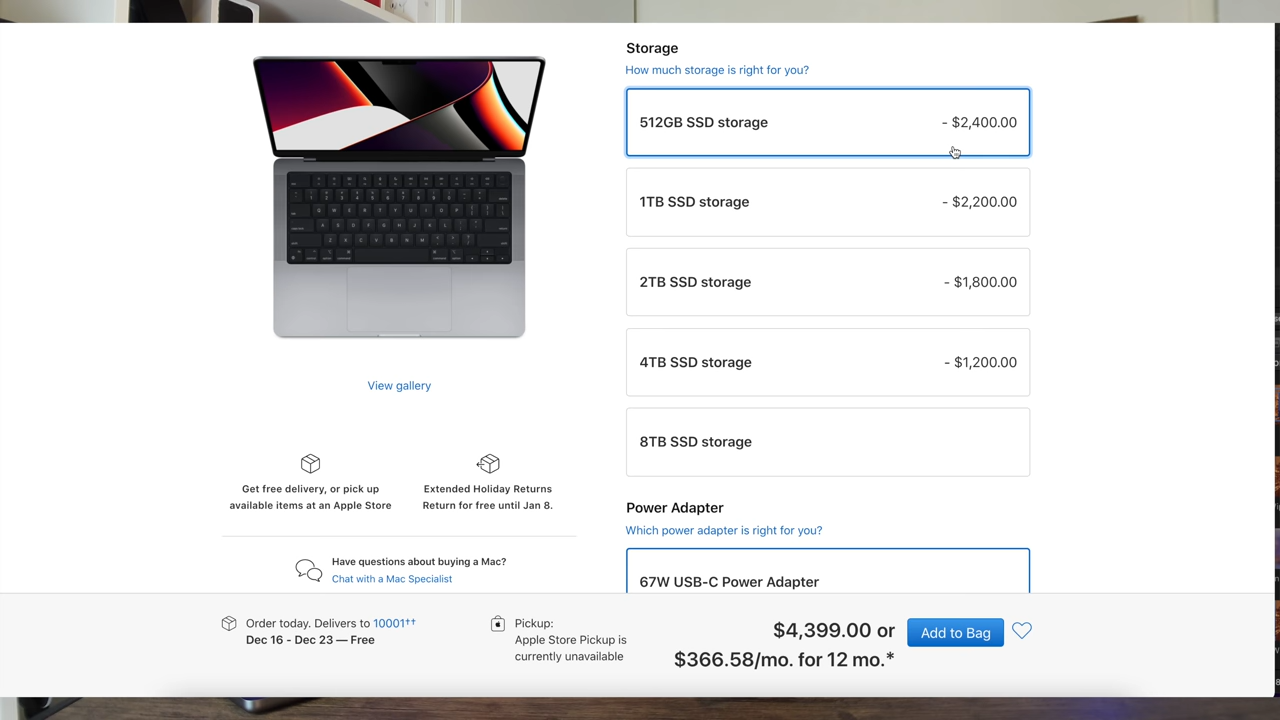 Storage
How much storage is right for you?
512GB SSD storage - $2,400.00
1TB SSD storage - $2,200.00
2TB SSD storage - $1,800.00
4TB SSD storage - $1,200.00
8TB SSD storage
View gallery
Get free delivery, or pick up
available items at an Apple Store
Extended Holiday Returns
Return for free until Jan 8.
Have questions about buying a Mac?
Chat with a Mac Specialist
Power Adapter
Which power adapter is right for you?
67W USB-C Power Adapter
Order today. Delivers to 10001††
Dec 16 - Dec 23 — Free
Pickup:
Apple Store Pickup is
currently unavailable
$4,399.00 or
$366.58/mo. for 12 mo.*
Add to Bag